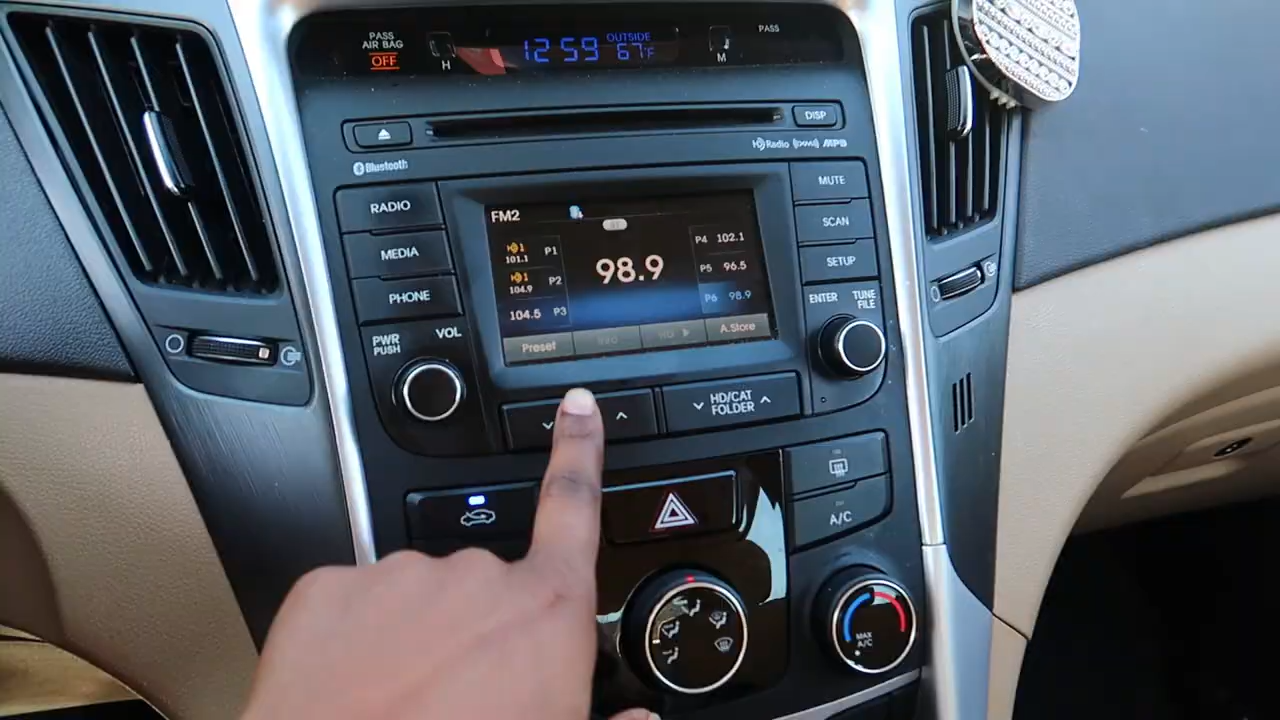 PASS
AIR BAG
OFF
H
12:59
OUTSIDE
67°F
M
PASS
DISP
Bluetooth
HD Radio (xm) MP3
RADIO
MEDIA
PHONE
PWR
PUSH
VOL
FM2
101.1 P1
104.9 P2
104.5 P3
98.9
P4 102.1
P5 96.5
P6 98.9
Preset
A.Store
MUTE
SCAN
SETUP
ENTER
TUNE
FILE
HD/CAT
FOLDER
A/C
MAX
A/C